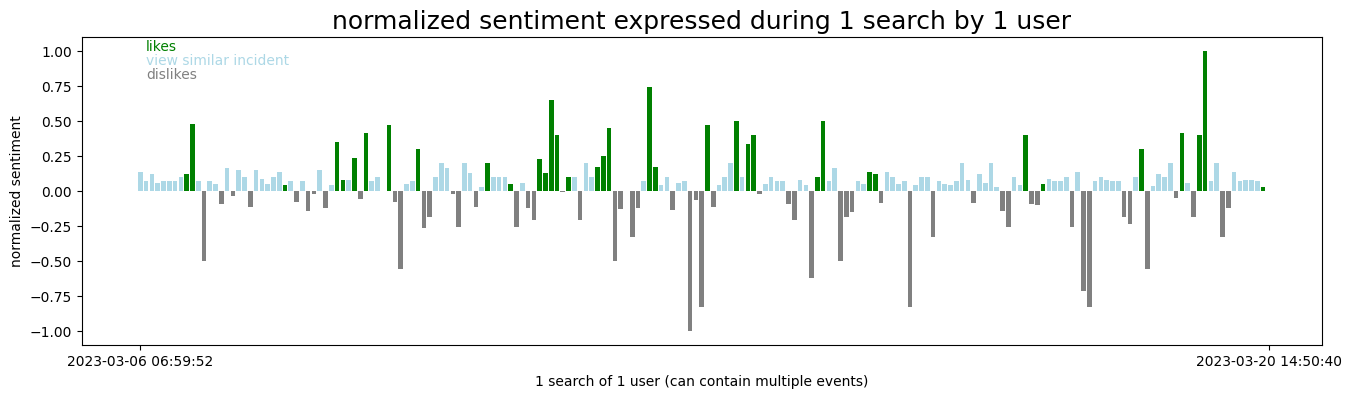 normalized sentiment expressed during 1 search by 1 user
likes
view similar incident
dislikes
normalized sentiment
1.00
0.75
0.50
0.25
0.00
−0.25
−0.50
−0.75
−1.00
2023-03-06 06:59:52
2023-03-20 14:50:40
1 search of 1 user (can contain multiple events)